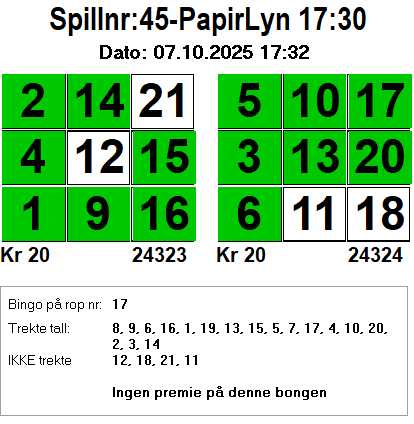 Spillnr:45-PapirLyn 17:30
Dato: 07.10.2025 17:32
2 14 21 5 10 17
4 12 15 3 13 20
1 9 16 6 11 18
Kr 20 24323 Kr 20 24324
Bingo på rop nr: 17
Trekte tall: 8, 9, 6, 16, 1, 19, 13, 15, 5, 7, 17, 4, 10, 20,
2, 3, 14
IKKE trekte 12, 18, 21, 11
Ingen premie på denne bongen